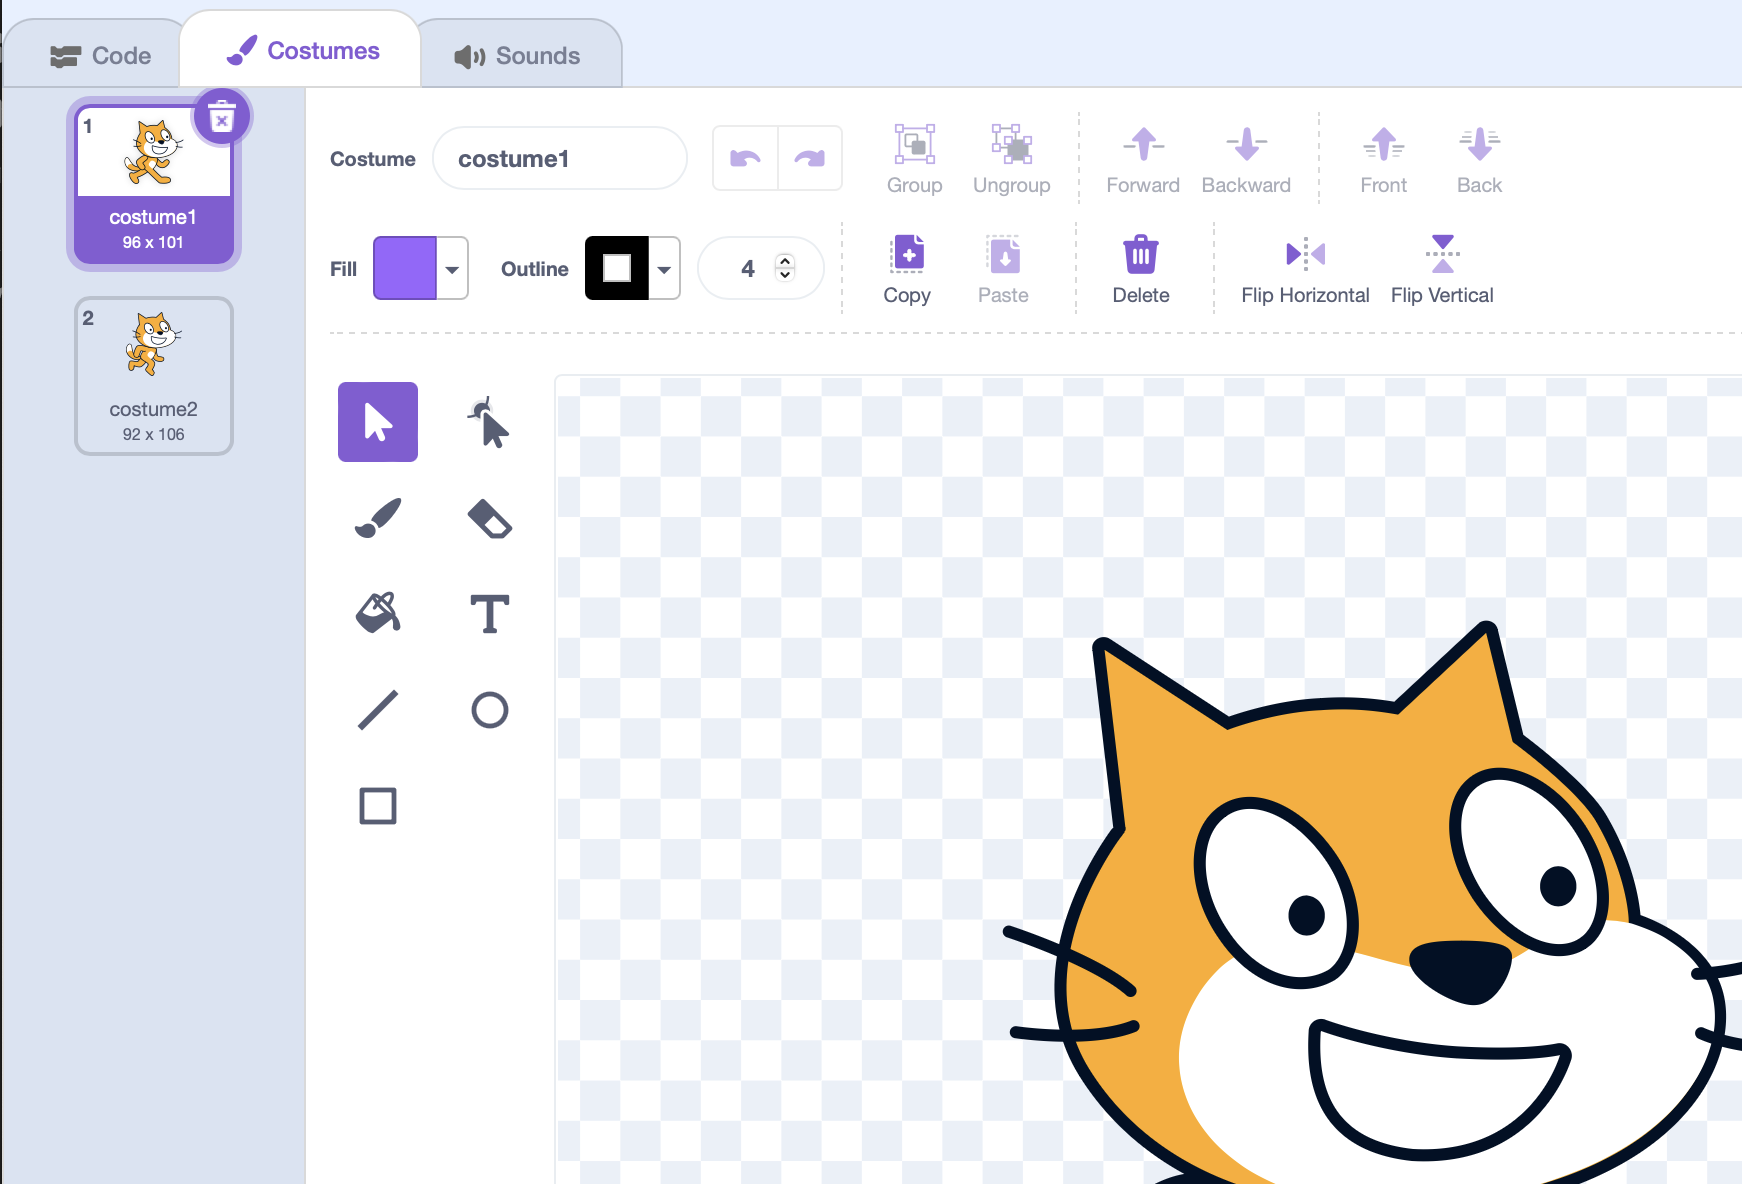 Code
Costumes
Sounds
1
costume1
96 x 101
2
costume2
92 x 106
Costume
costume1
Group
Ungroup
Forward
Backward
Front
Back
Fill
Outline
4
Copy
Paste
Delete
Flip Horizontal
Flip Vertical